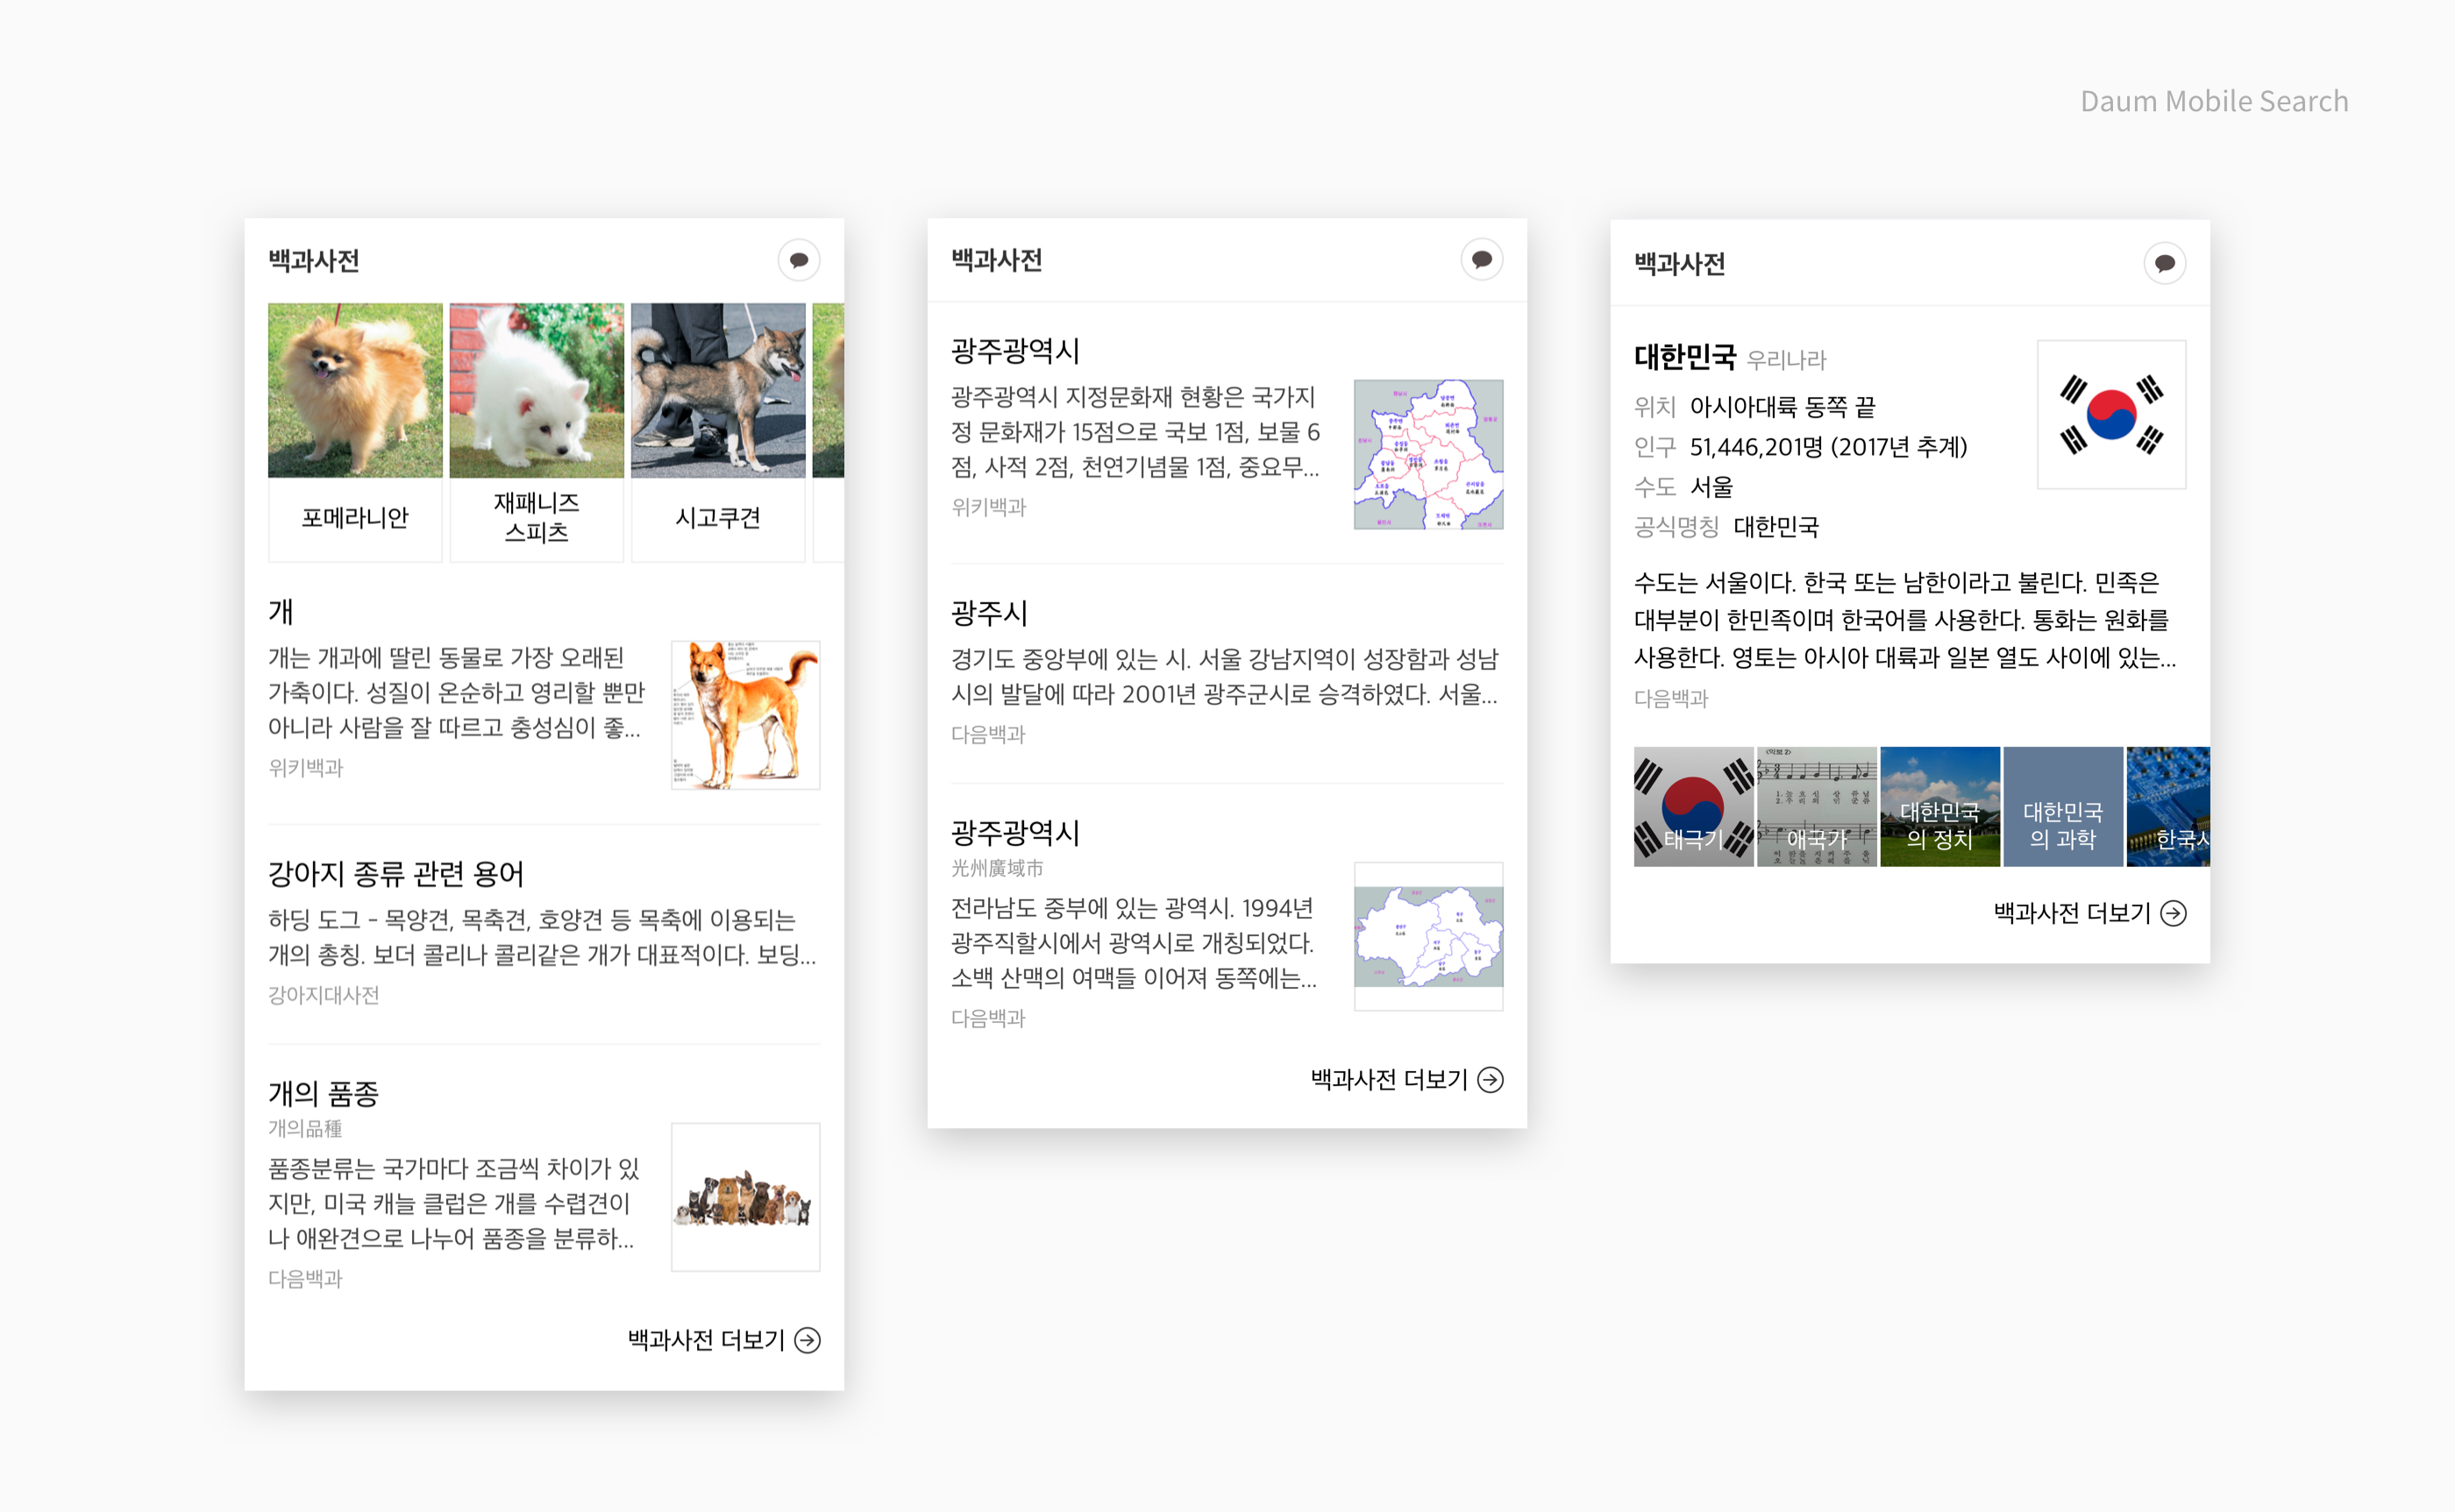 Daum Mobile Search
백과사전
포메라니안
재패니즈
스피츠
시고쿠견
개
개는 개과에 딸린 동물로 가장 오래된
가축이다. 성질이 온순하고 영리할 뿐만
아니라 사람을 잘 따르고 충성심이 좋...
위키백과
강아지 종류 관련 용어
하딩 도그 - 목양견, 목축견, 호양견 등 목축에 이용되는
개의 총칭. 보더 콜리나 콜리같은 개가 대표적이다. 보딩...
강아지대사전
개의 품종
개의品種
품종분류는 국가마다 조금씩 차이가 있
지만, 미국 캐늘 클럽은 개를 수렵견이
나 애완견으로 나누어 품종을 분류하...
다음백과
백과사전 더보기
백과사전
광주광역시
광주광역시 지정문화재 현황은 국가지
정 문화재가 15점으로 국보 1점, 보물 6
점, 사적 2점, 천연기념물 1점, 중요무...
위키백과
광주시
경기도 중앙부에 있는 시. 서울 강남지역이 성장함과 성남
시의 발달에 따라 2001년 광주군시로 승격하였다. 서울...
다음백과
광주광역시
光州廣域市
전라남도 중부에 있는 광역시. 1994년
광주직할시에서 광역시로 개칭되었다.
소백 산맥의 여맥들 이어져 동쪽에는...
다음백과
백과사전 더보기
백과사전
대한민국 우리나라
위치 아시아대륙 동쪽 끝
인구 51,446,201명 (2017년 추계)
수도 서울
공식명칭 대한민국
수도는 서울이다. 한국 또는 남한이라고 불린다. 민족은
대부분이 한민족이며 한국어를 사용한다. 통화는 원화를
사용한다. 영토는 아시아 대륙과 일본 열도 사이에 있는...
다음백과
태극기
애국가
대한민국
의 정치
대한민국
의 과학
한국사
백과사전 더보기